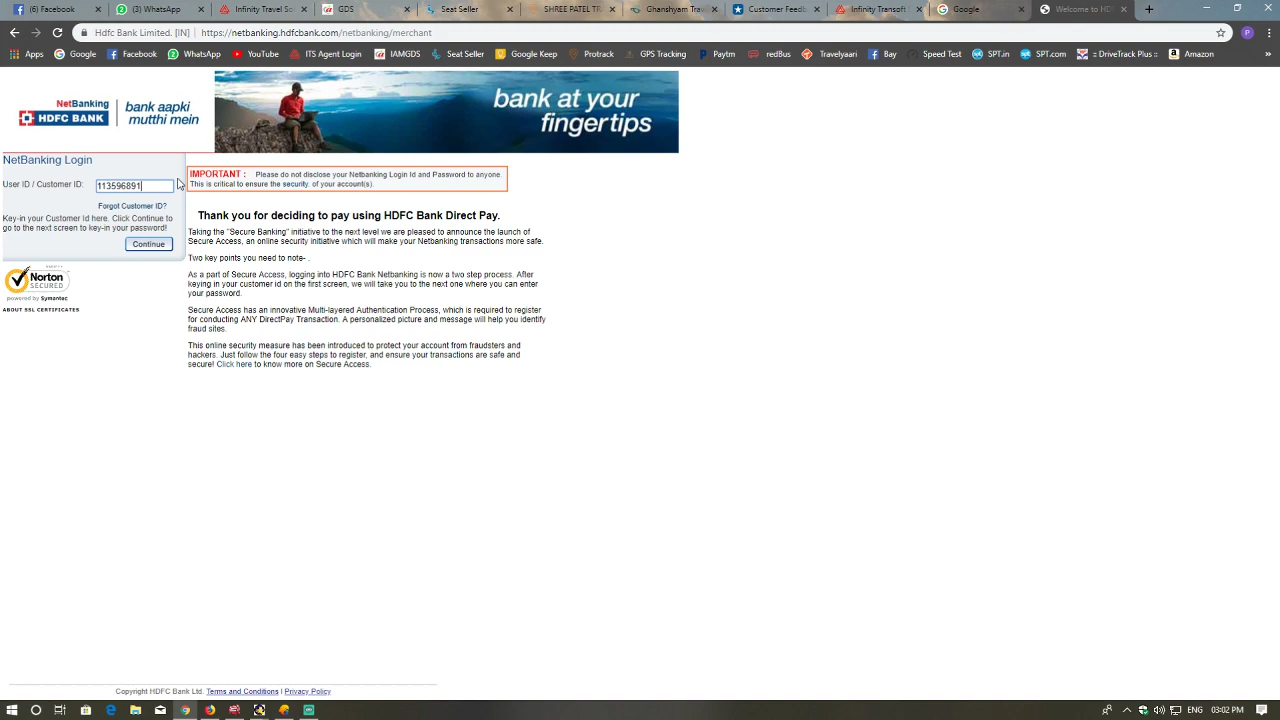 (6) Facebook
(3) WhatsApp
Infinity Travel So
GDS
Seat Seller
SHREE PATEL TR
Ghanshyam Trave
Customer Feedb
Infinity Transoft
Google
Welcome to HD
Hdfc Bank Limited. [IN]
https://netbanking.hdfcbank.com/netbanking/merchant
Apps
Google
Facebook
WhatsApp
YouTube
ITS Agent Login
IAMGDS
Seat Seller
Google Keep
Protrack
GPS Tracking
Paytm
redBus
Travelyaari
Bay
Speed Test
SPT.in
SPT.com
:: DriveTrack Plus ::
Amazon
NetBanking
HDFC BANK
bank aapki
mutthi mein
bank at your
fingertips
NetBanking Login
User ID / Customer ID:
113596891
Forgot Customer ID?
Key-in your Customer Id here. Click Continue to
go to the next screen to key-in your password!
Continue
Norton
SECURED
powered by Symantec
ABOUT SSL CERTIFICATES
IMPORTANT : Please do not disclose your Netbanking Login Id and Password to anyone.
This is critical to ensure the security of your account(s).
Thank you for deciding to pay using HDFC Bank Direct Pay.
Taking the "Secure Banking" initiative to the next level we are pleased to announce the launch of
Secure Access, an online security initiative which will make your Netbanking transactions more safe.
Two key points you need to note- .
As a part of Secure Access, logging into HDFC Bank Netbanking is now a two step process. After
keying in your customer id on the first screen, we will take you to the next one where you can enter
your password.
Secure Access has an innovative Multi-layered Authentication Process, which is required to register
for conducting ANY DirectPay Transaction. A personalized picture and message will help you identify
fraud sites.
This online security measure has been introduced to protect your account from fraudsters and
hackers. Just follow the four easy steps to register, and ensure your transactions are safe and
secure! Click here to know more on Secure Access.
Copyright HDFC Bank Ltd. Terms and Conditions | Privacy Policy
ENG
03:02 PM